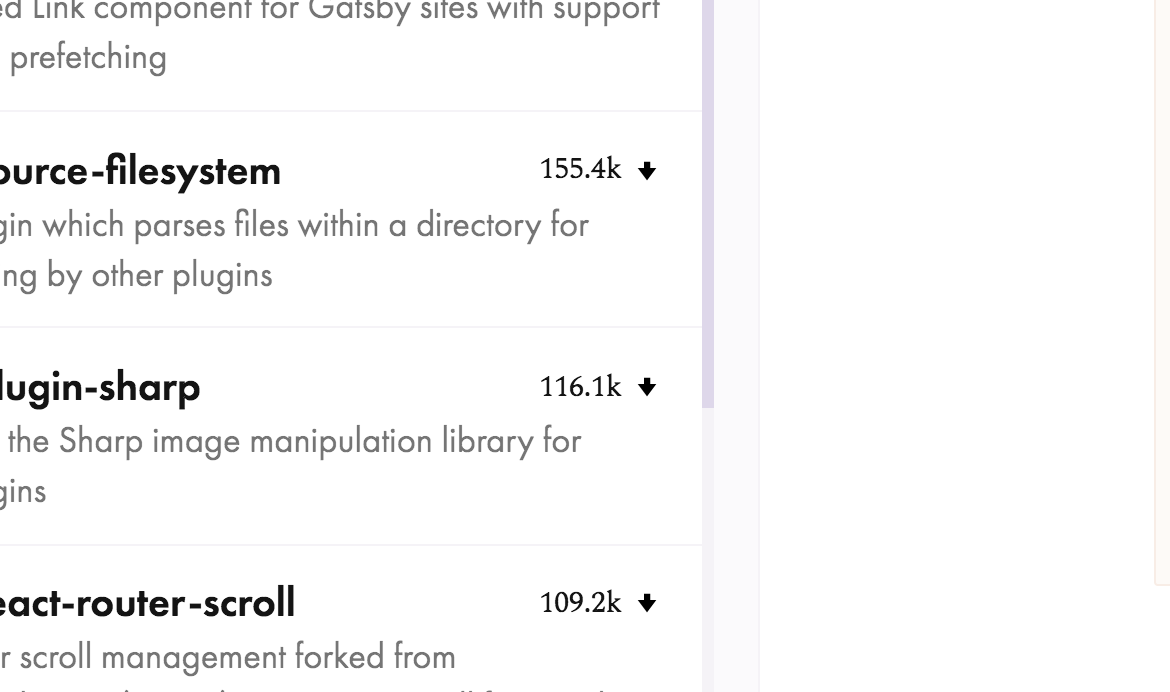 Link component for Gatsby sites with support
prefetching
ource-filesystem 155.4k
gin which parses files within a directory for
ng by other plugins
lugin-sharp 116.1k
the Sharp image manipulation library for
gins
eact-router-scroll 109.2k
r scroll management forked from